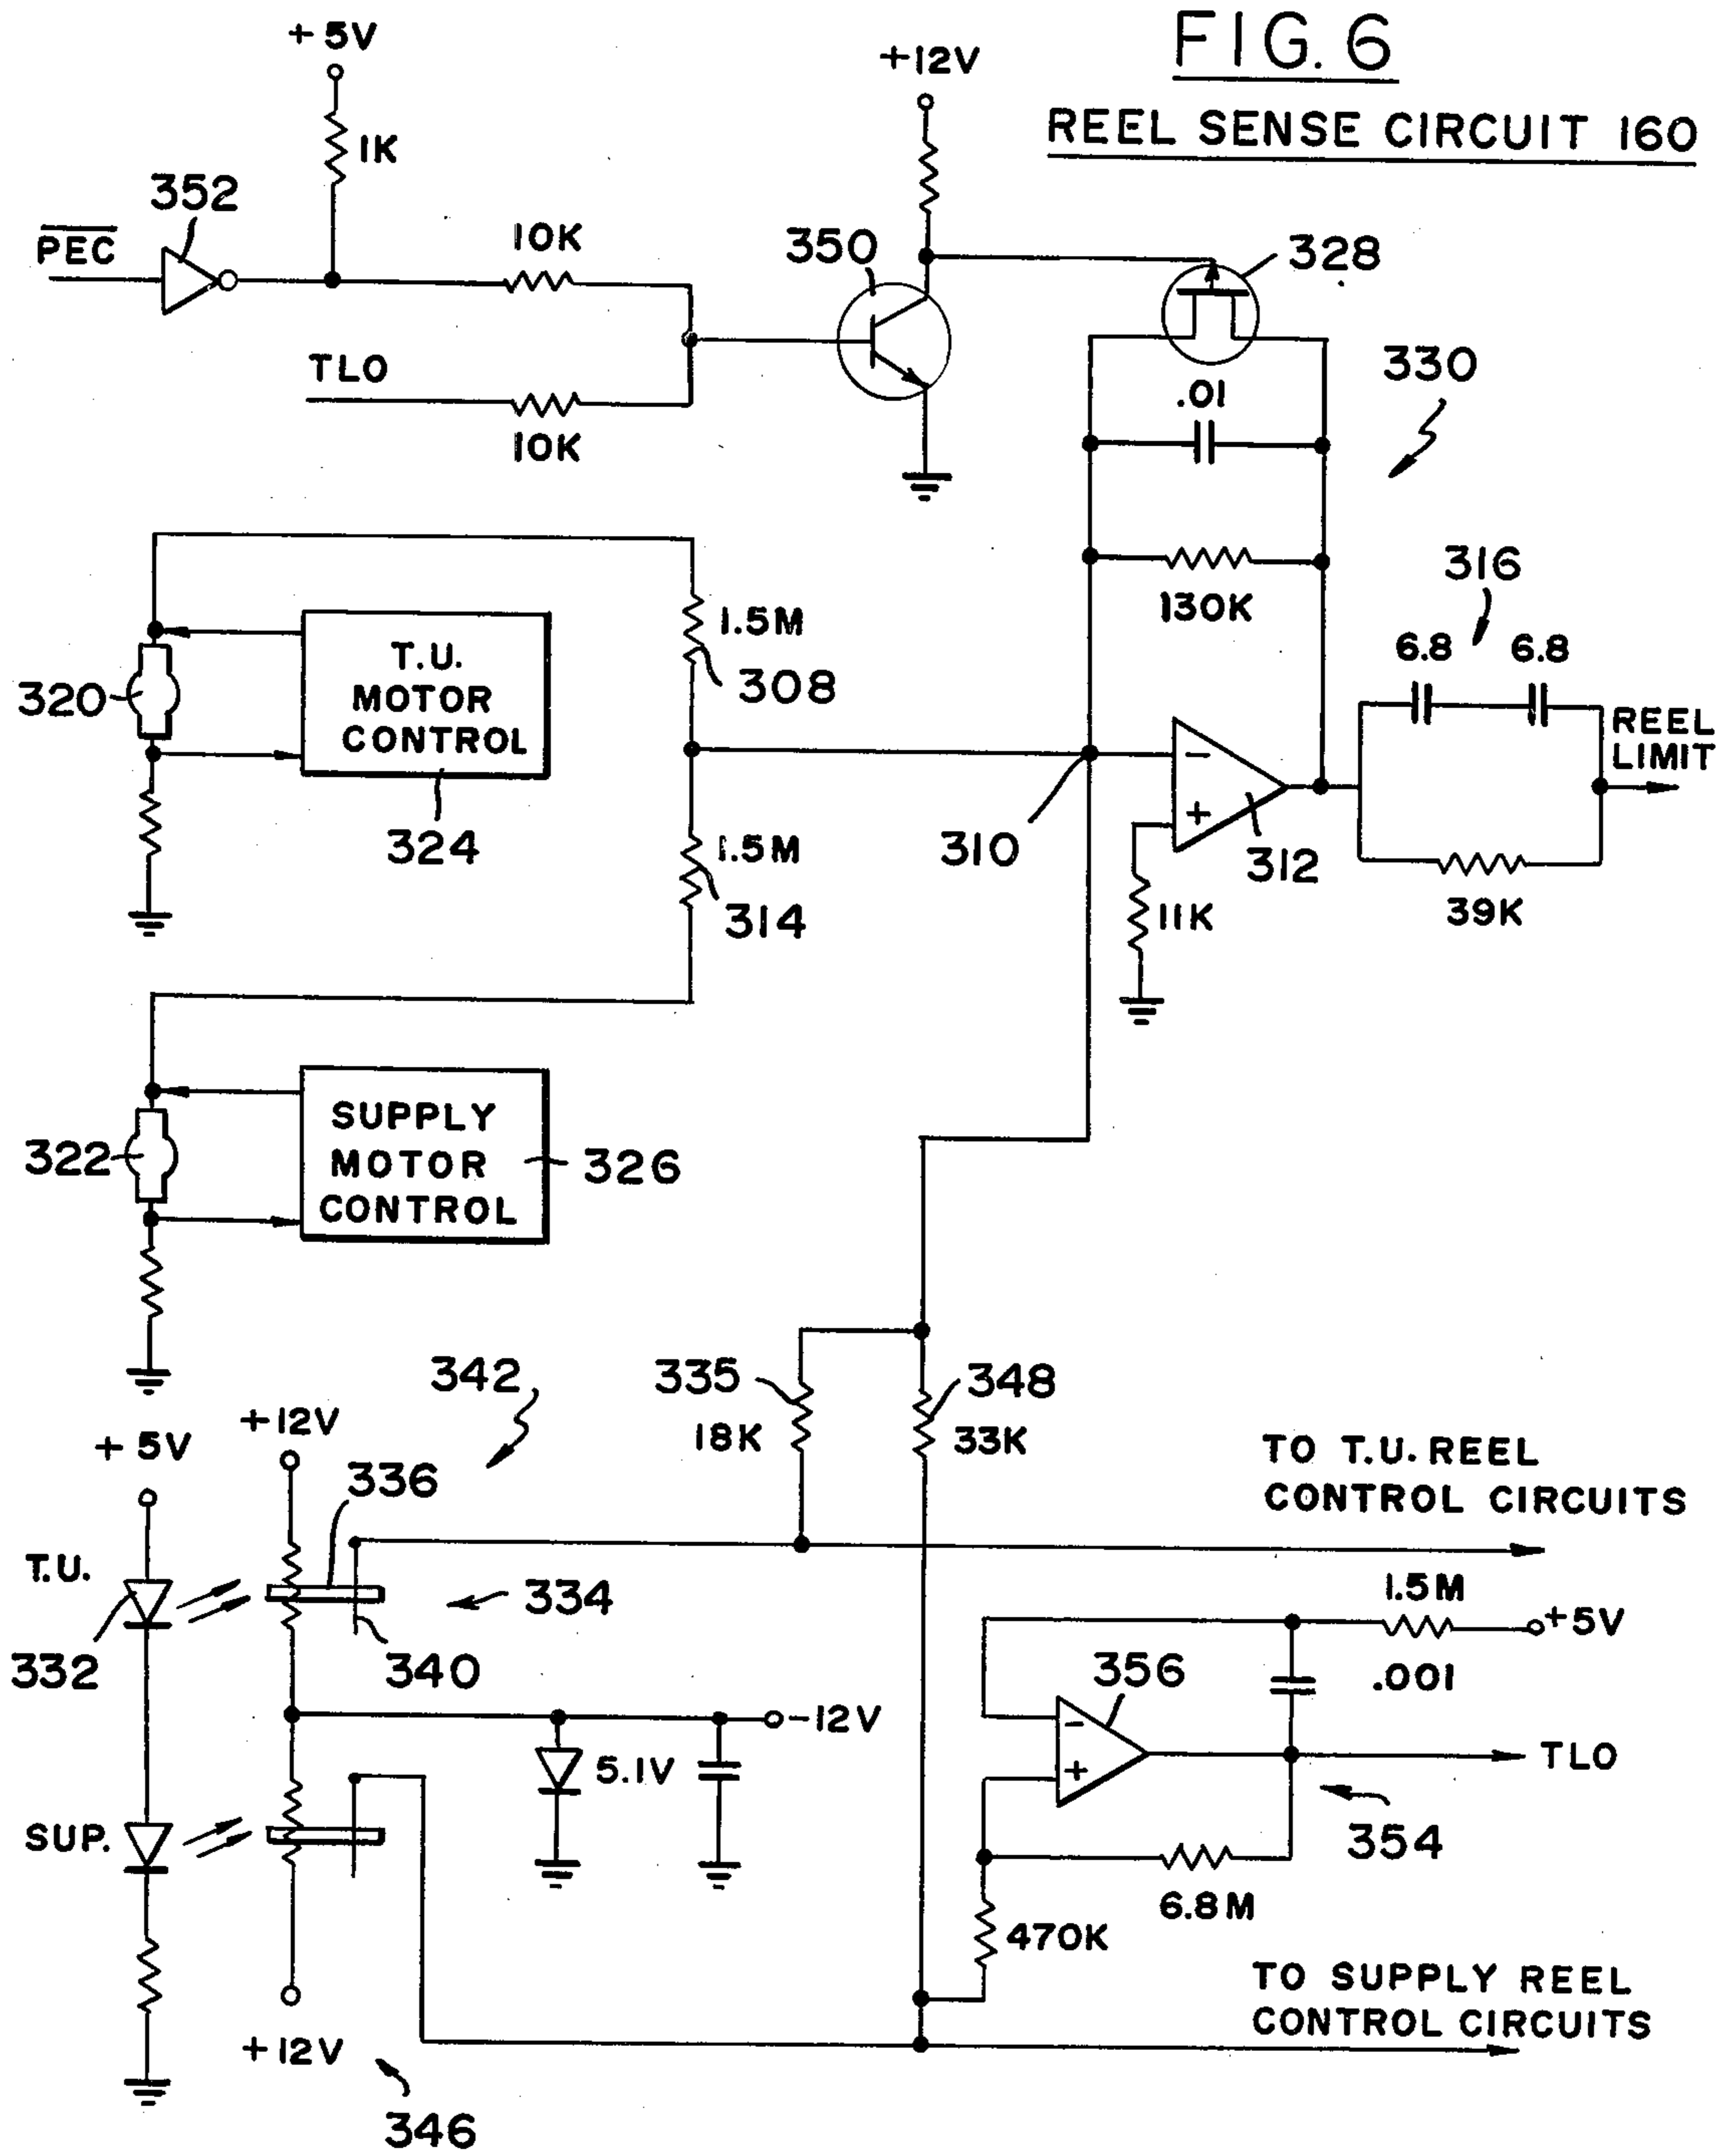 FIG. 6
REEL SENSE CIRCUIT 160
+ 5V
1K
352
PEC
10K
TLO
10K
+12V
350
328
330
.01
130K
316
6.8 6.8
REEL
LIMIT
39K
T.U.
MOTOR
CONTROL
320
324
1.5M
308
1.5M
314
310
312
11K
SUPPLY
MOTOR
CONTROL
322
326
342
335
18K
348
33K
+ 5V
+12V
336
T.U.
332
334
340
TO T.U. REEL
CONTROL CIRCUITS
1.5M
+5V
.001
356
TLO
354
-12V
5.1V
SUP.
6.8M
470K
TO SUPPLY REEL
CONTROL CIRCUITS
+12V
346